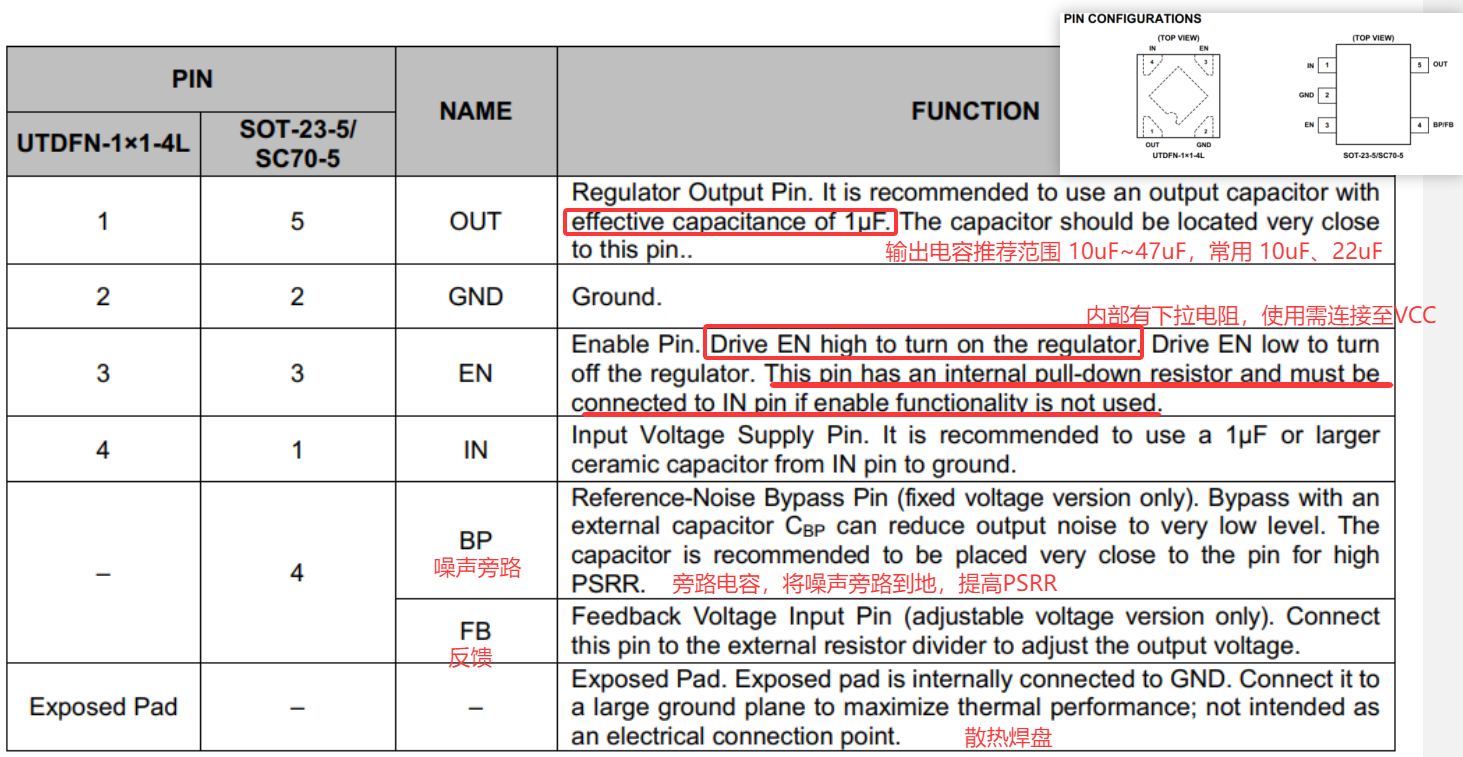 PIN CONFIGURATIONS
(TOP VIEW)
IN
EN
4
3
1
2
OUT
GND
UTDFN-1×1-4L
(TOP VIEW)
IN 1
5 OUT
GND 2
EN 3
4 BP/FB
SOT-23-5/SC70-5
PIN
NAME
FUNCTION
UTDFN-1×1-4L
SOT-23-5/
SC70-5
1
5
OUT
Regulator Output Pin. It is recommended to use an output capacitor with
effective capacitance of 1μF. The capacitor should be located very close
to this pin..
输出电容推荐范围 10uF~47uF，常用 10uF、22uF
2
2
GND
Ground.
内部有下拉电阻，使用需连接至VCC
3
3
EN
Enable Pin. Drive EN high to turn on the regulator. Drive EN low to turn
off the regulator. This pin has an internal pull-down resistor and must be
connected to IN pin if enable functionality is not used.
4
1
IN
Input Voltage Supply Pin. It is recommended to use a 1μF or larger
ceramic capacitor from IN pin to ground.
–
4
BP
噪声旁路
Reference-Noise Bypass Pin (fixed voltage version only). Bypass with an
external capacitor CBP can reduce output noise to very low level. The
capacitor is recommended to be placed very close to the pin for high
PSRR.
旁路电容，将噪声旁路到地，提高PSRR
FB
反馈
Feedback Voltage Input Pin (adjustable voltage version only). Connect
this pin to the external resistor divider to adjust the output voltage.
Exposed Pad
–
–
Exposed Pad. Exposed pad is internally connected to GND. Connect it to
a large ground plane to maximize thermal performance; not intended as
an electrical connection point.
散热焊盘